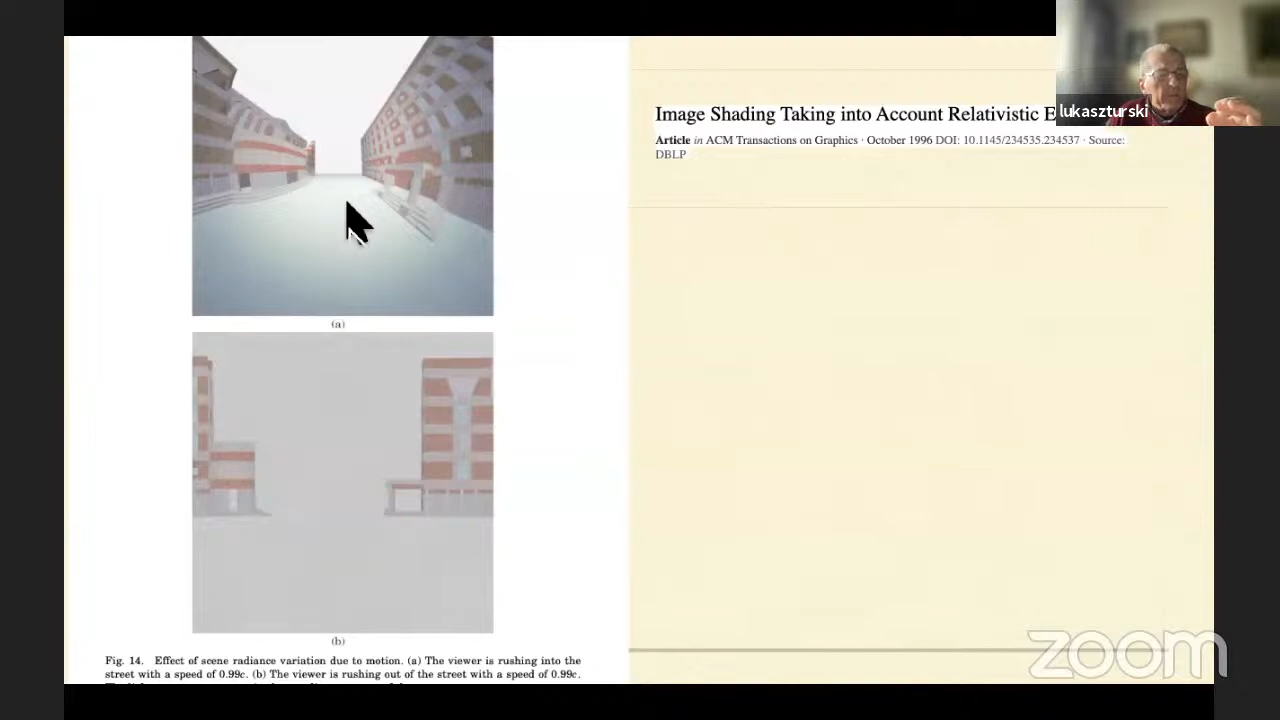 (a)
(b)
Fig. 14. Effect of scene radiance variation due to motion. (a) The viewer is rushing into the
street with a speed of 0.99c. (b) The viewer is rushing out of the street with a speed of 0.99c.
Image Shading Taking into Account Relativistic E
Article in ACM Transactions on Graphics · October 1996 DOI: 10.1145/234535.234537 · Source:
DBLP
lukaszturski
zoom